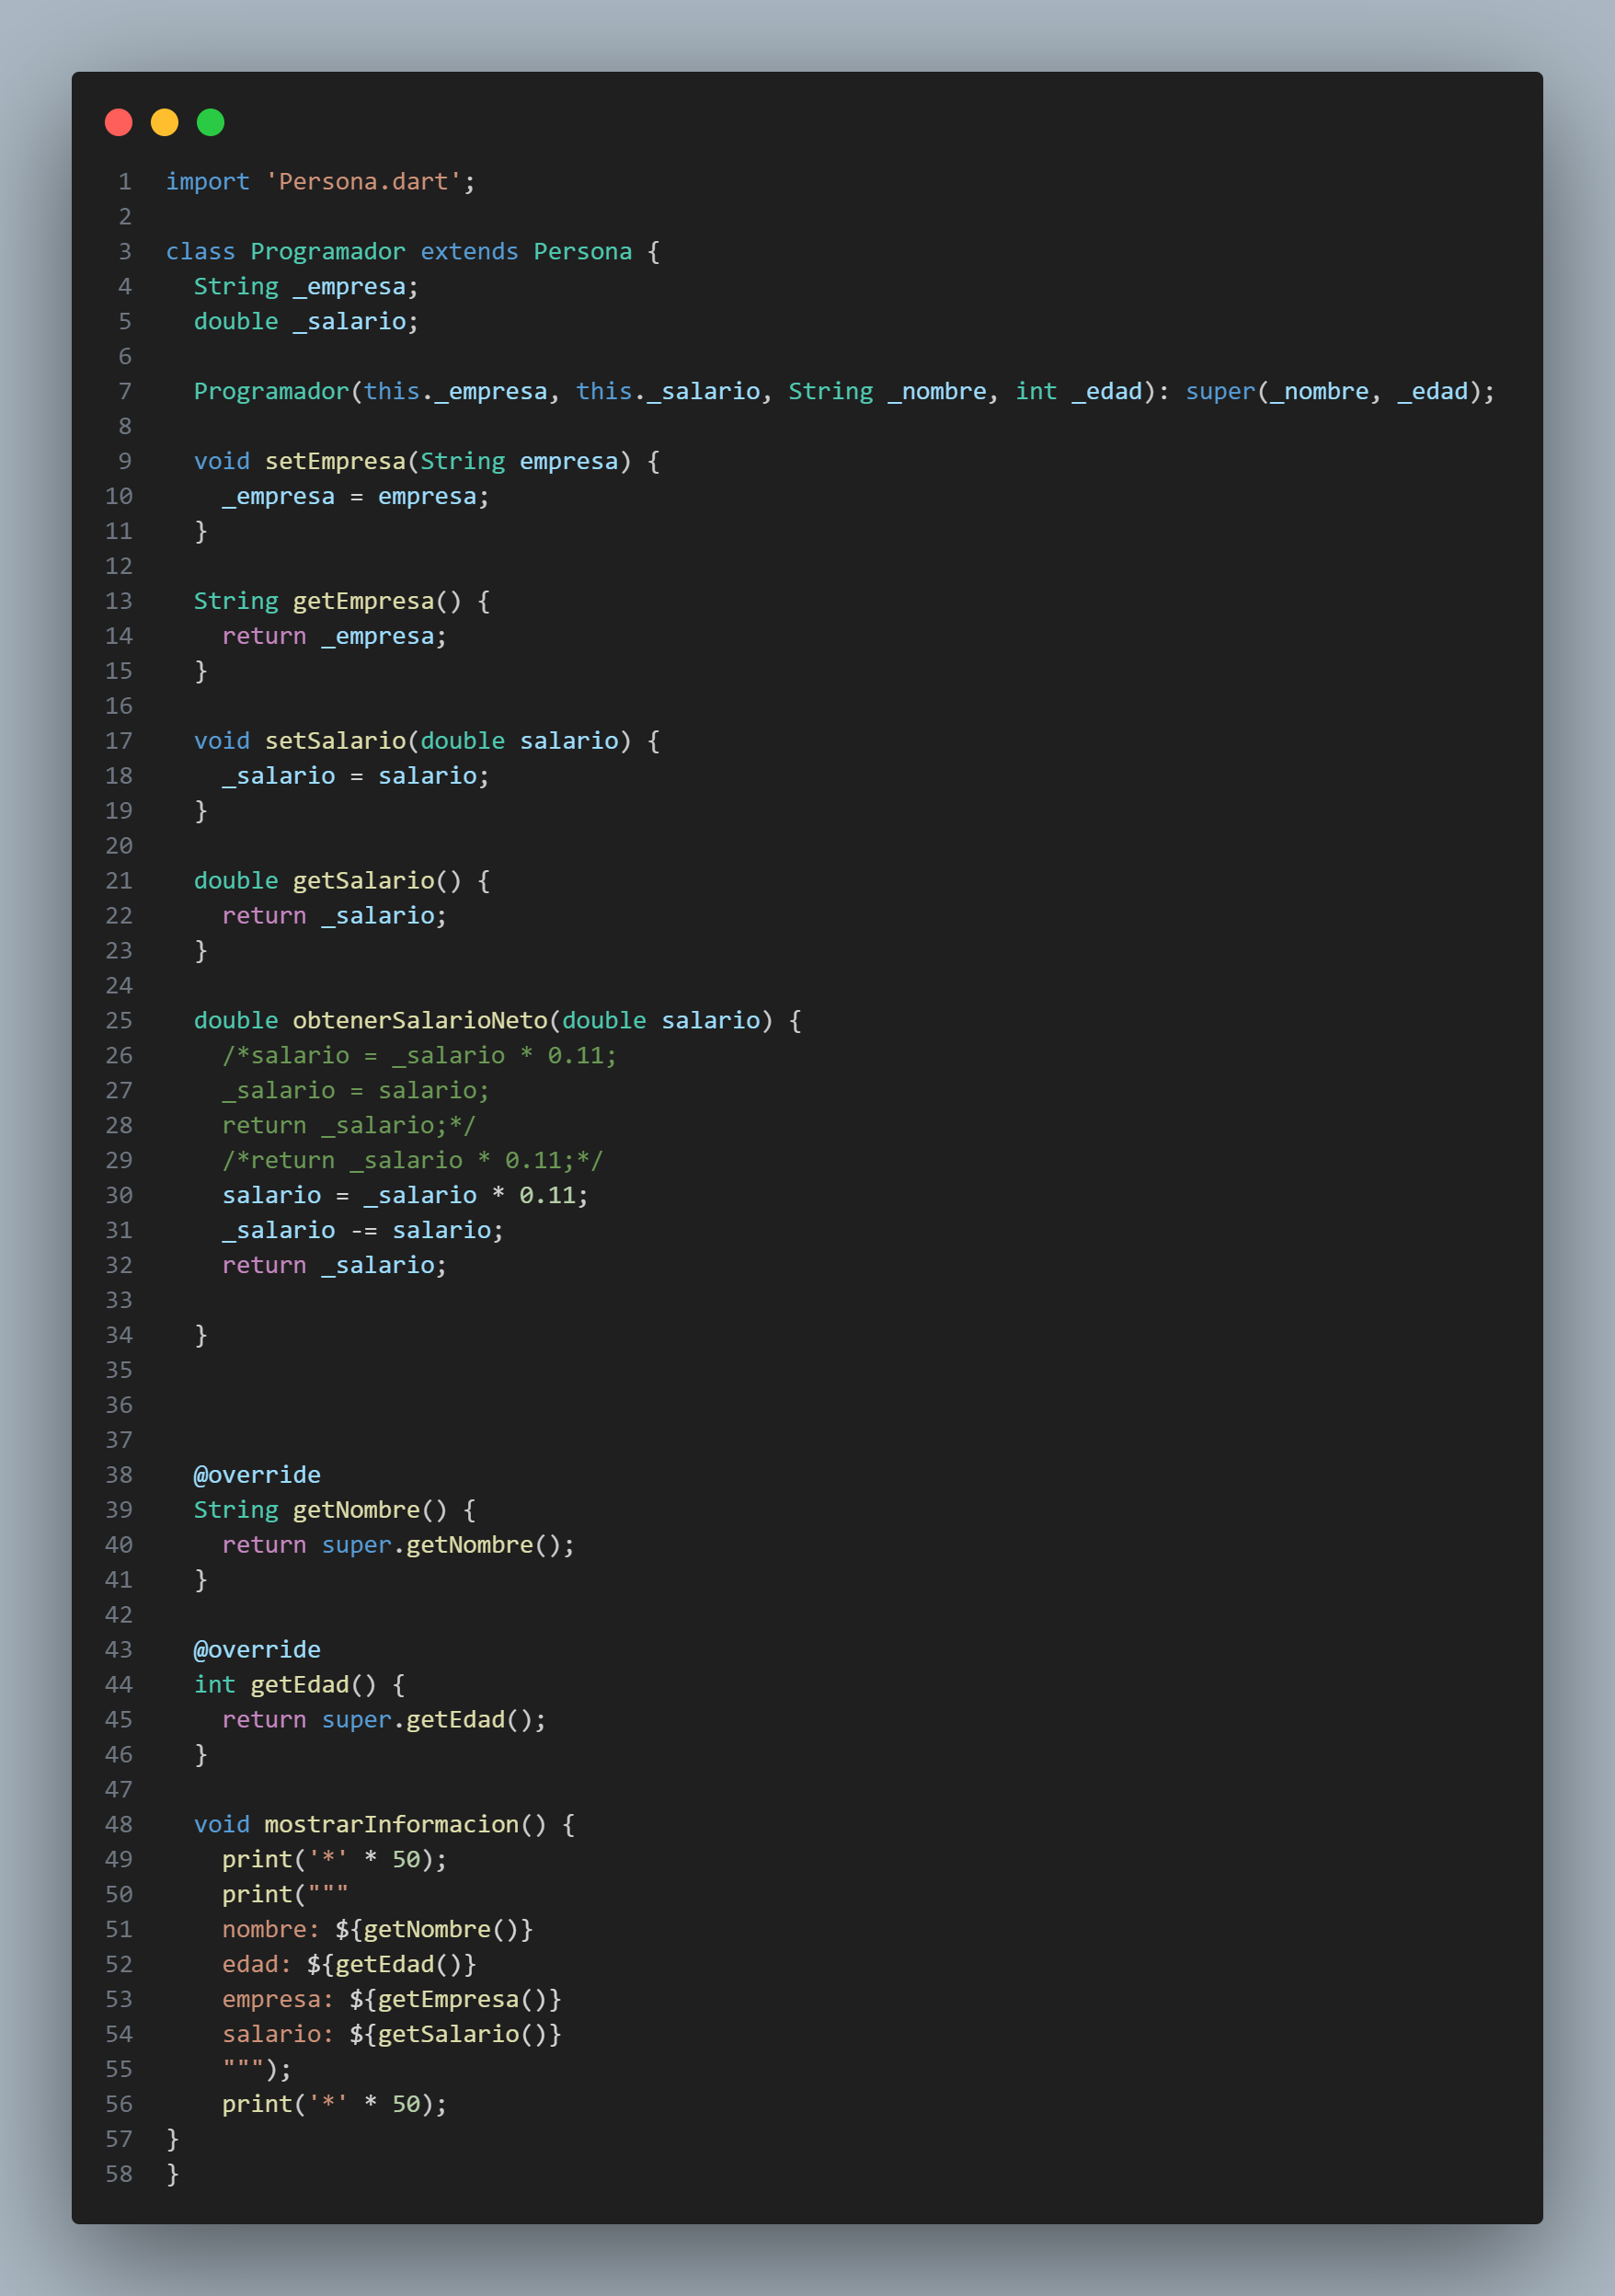 1 import 'Persona.dart';
2
3 class Programador extends Persona {
4   String _empresa;
5   double _salario;
6
7   Programador(this._empresa, this._salario, String _nombre, int _edad): super(_nombre, _edad);
8
9   void setEmpresa(String empresa) {
10     _empresa = empresa;
11   }
12
13   String getEmpresa() {
14     return _empresa;
15   }
16
17   void setSalario(double salario) {
18     _salario = salario;
19   }
20
21   double getSalario() {
22     return _salario;
23   }
24
25   double obtenerSalarioNeto(double salario) {
26     /*salario = _salario * 0.11;
27     _salario = salario;
28     return _salario;*/
29     /*return _salario * 0.11;*/
30     salario = _salario * 0.11;
31     _salario -= salario;
32     return _salario;
33
34   }
35
36
37
38   @override
39   String getNombre() {
40     return super.getNombre();
41   }
42
43   @override
44   int getEdad() {
45     return super.getEdad();
46   }
47
48   void mostrarInformacion() {
49     print('*' * 50);
50     print("""
51     nombre: ${getNombre()}
52     edad: ${getEdad()}
53     empresa: ${getEmpresa()}
54     salario: ${getSalario()}
55     """);
56     print('*' * 50);
57 }
58 }